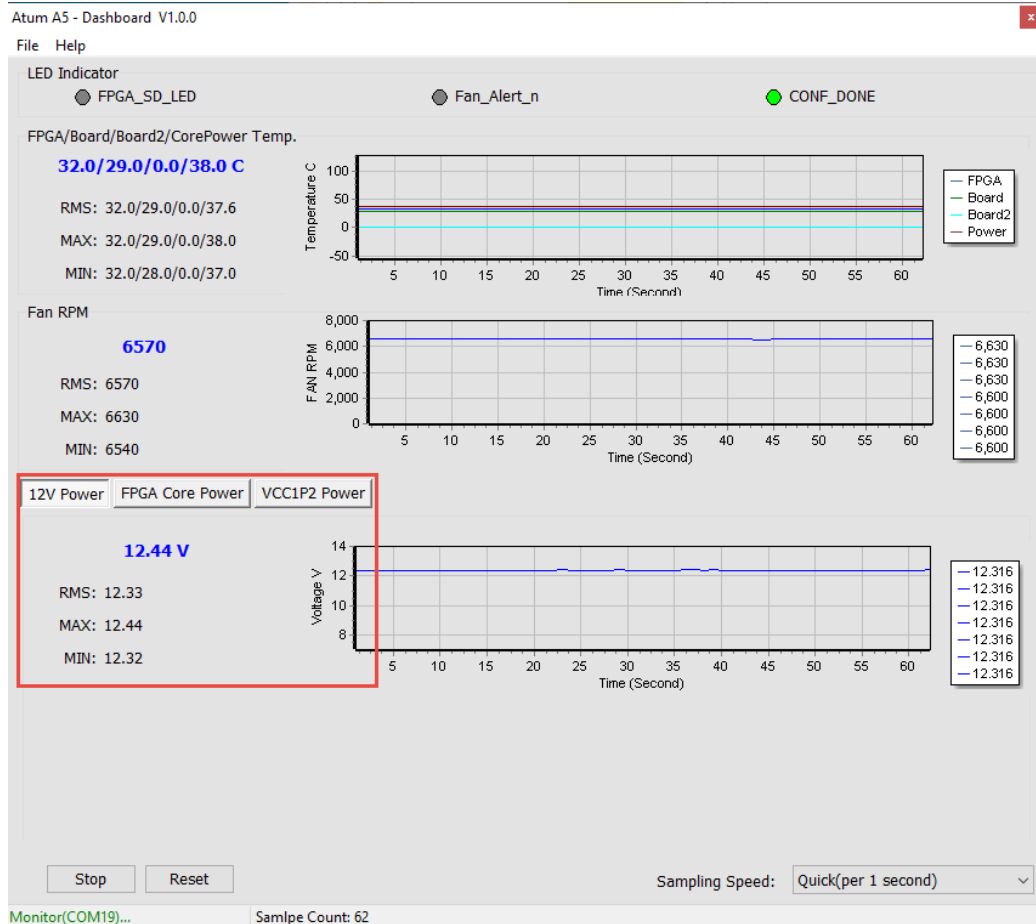 Atum A5 - Dashboard V1.0.0
x
File Help
LED Indicator
FPGA_SD_LED Fan_Alert_n CONF_DONE
FPGA/Board/Board2/CorePower Temp.
32.0/29.0/0.0/38.0 C
RMS: 32.0/29.0/0.0/37.6
MAX: 32.0/29.0/0.0/38.0
MIN: 32.0/28.0/0.0/37.0
Temperature C
100
50
0
-50
5 10 15 20 25 30 35 40 45 50 55 60
Time (Second)
FPGA
Board
Board2
Power
Fan RPM
6570
RMS: 6570
MAX: 6630
MIN: 6540
FAN RPM
8,000
6,000
4,000
2,000
0
5 10 15 20 25 30 35 40 45 50 55 60
Time (Second)
6,630
6,630
6,630
6,600
6,600
6,600
6,600
12V Power FPGA Core Power VCC1P2 Power
12.44 V
RMS: 12.33
MAX: 12.44
MIN: 12.32
Voltage V
14
12
10
8
5 10 15 20 25 30 35 40 45 50 55 60
Time (Second)
12.316
12.316
12.316
12.316
12.316
12.316
12.316
Stop Reset
Sampling Speed: Quick(per 1 second)
Monitor(COM19)... Samlpe Count: 62